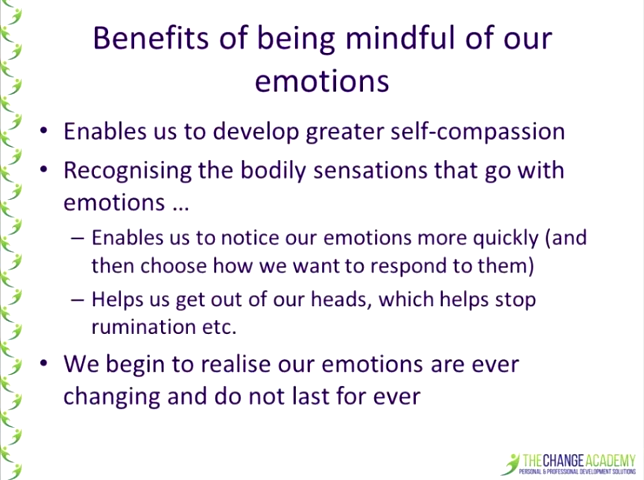 Benefits of being mindful of our
emotions
• Enables us to develop greater self-compassion
• Recognising the bodily sensations that go with
emotions ...
– Enables us to notice our emotions more quickly (and
then choose how we want to respond to them)
– Helps us get out of our heads, which helps stop
rumination etc.
• We begin to realise our emotions are ever
changing and do not last for ever
THE CHANGE ACADEMY
PERSONAL & PROFESSIONAL DEVELOPMENT SOLUTIONS